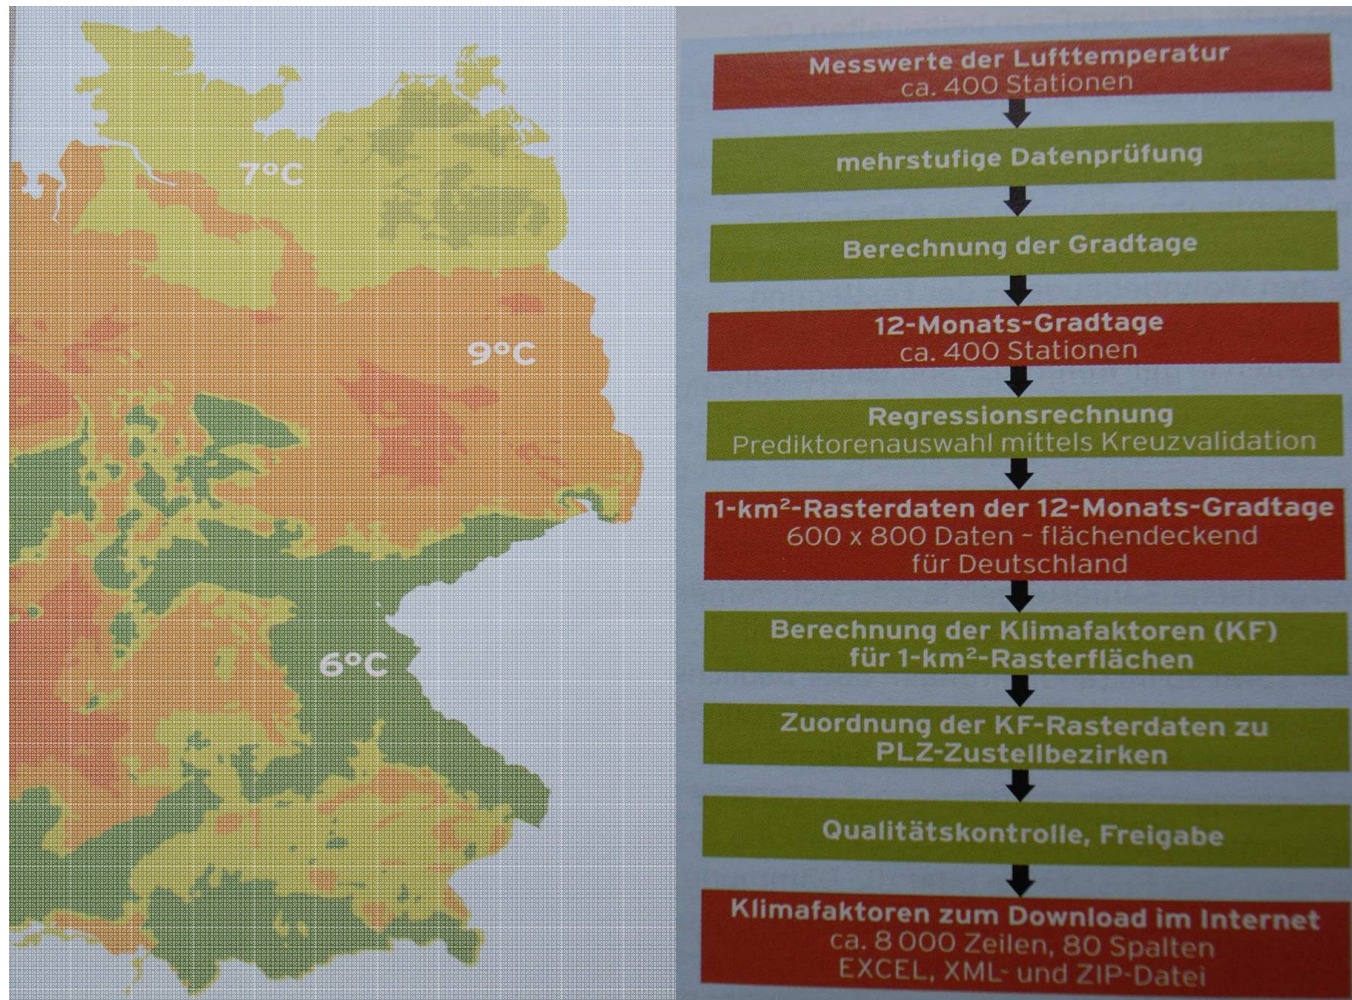 7°C
9°C
6°C
Messwerte der Lufttemperatur
ca. 400 Stationen
mehrstufige Datenprüfung
Berechnung der Gradtage
12-Monats-Gradtage
ca. 400 Stationen
Regressionsrechnung
Prediktorenauswahl mittels Kreuzvalidation
1-km²-Rasterdaten der 12-Monats-Gradtage
600 x 800 Daten - flächendeckend
für Deutschland
Berechnung der Klimafaktoren (KF)
für 1-km²-Rasterflächen
Zuordnung der KF-Rasterdaten zu
PLZ-Zustellbezirken
Qualitätskontrolle, Freigabe
Klimafaktoren zum Download im Internet
ca. 8 000 Zeilen, 80 Spalten
EXCEL, XML- und ZIP-Datei